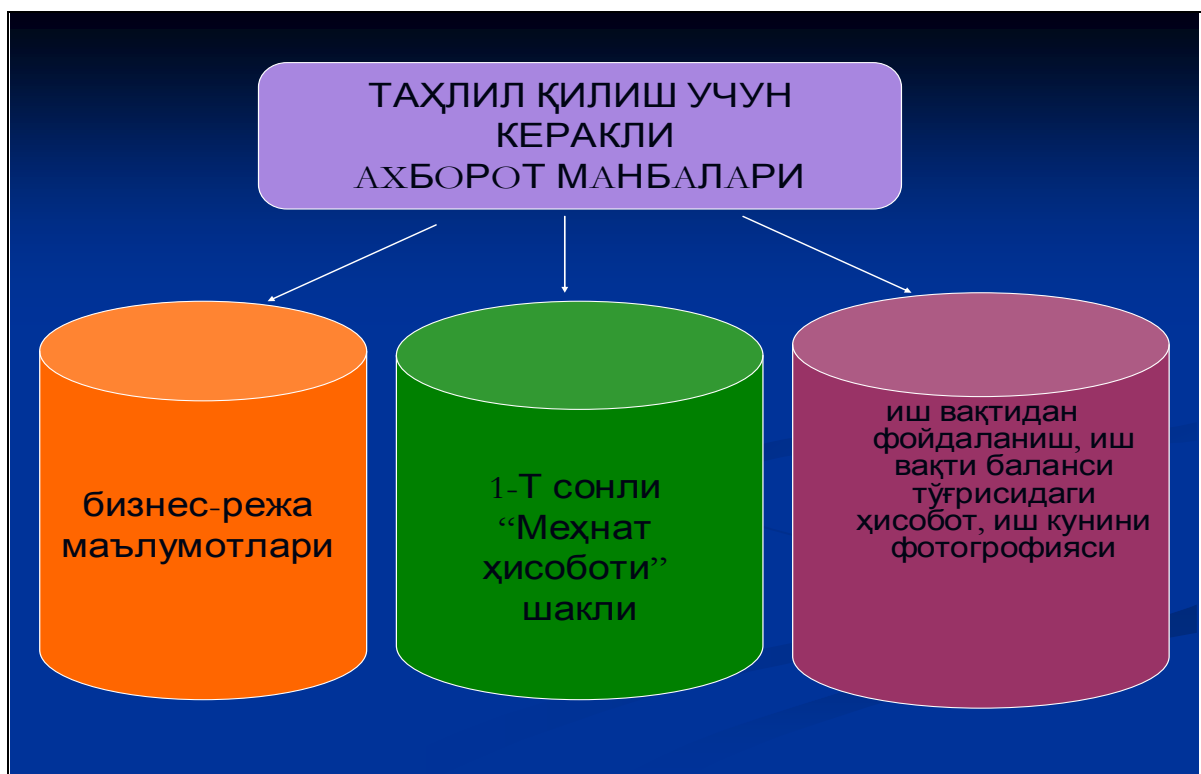 ТАҲЛИЛ ҚИЛИШ УЧУН
КЕРАКЛИ
АХБОРОТ МАНБАЛАРИ
бизнес-режа
маълумотлари
1-Т сонли
“Меҳнат
ҳисоботи”
шакли
иш вақтидан
фойдаланиш, иш
вақти баланси
тўғрисидаги
ҳисобот, иш кунини
фотогрофияси